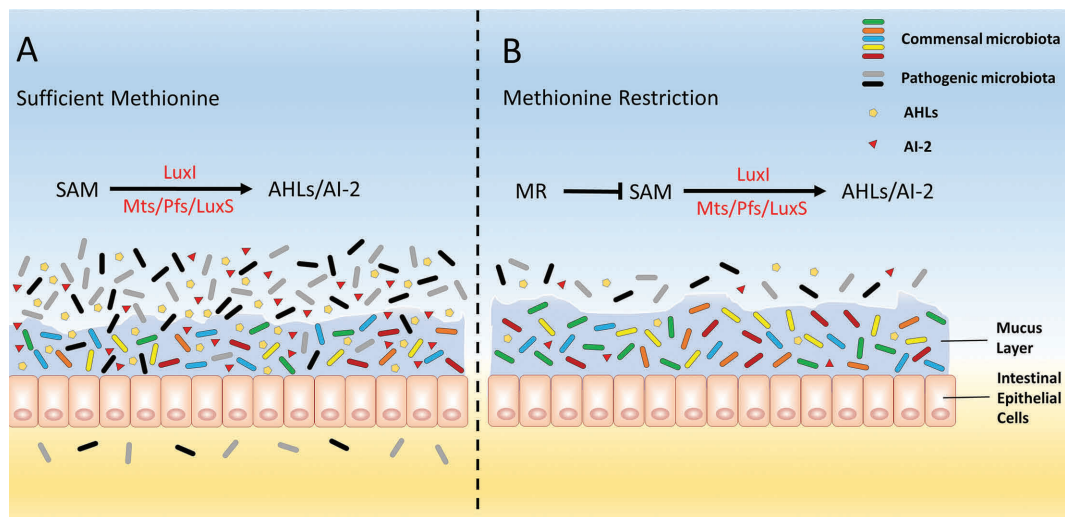 A
Sufficient Methionine
LuxI
SAM
AHLs/AI-2
Mts/Pfs/LuxS
B
Methionine Restriction
LuxI
MR
SAM
AHLs/AI-2
Mts/Pfs/LuxS
Commensal microbiota
Pathogenic microbiota
AHLs
AI-2
Mucus
Layer
Intestinal
Epithelial
Cells